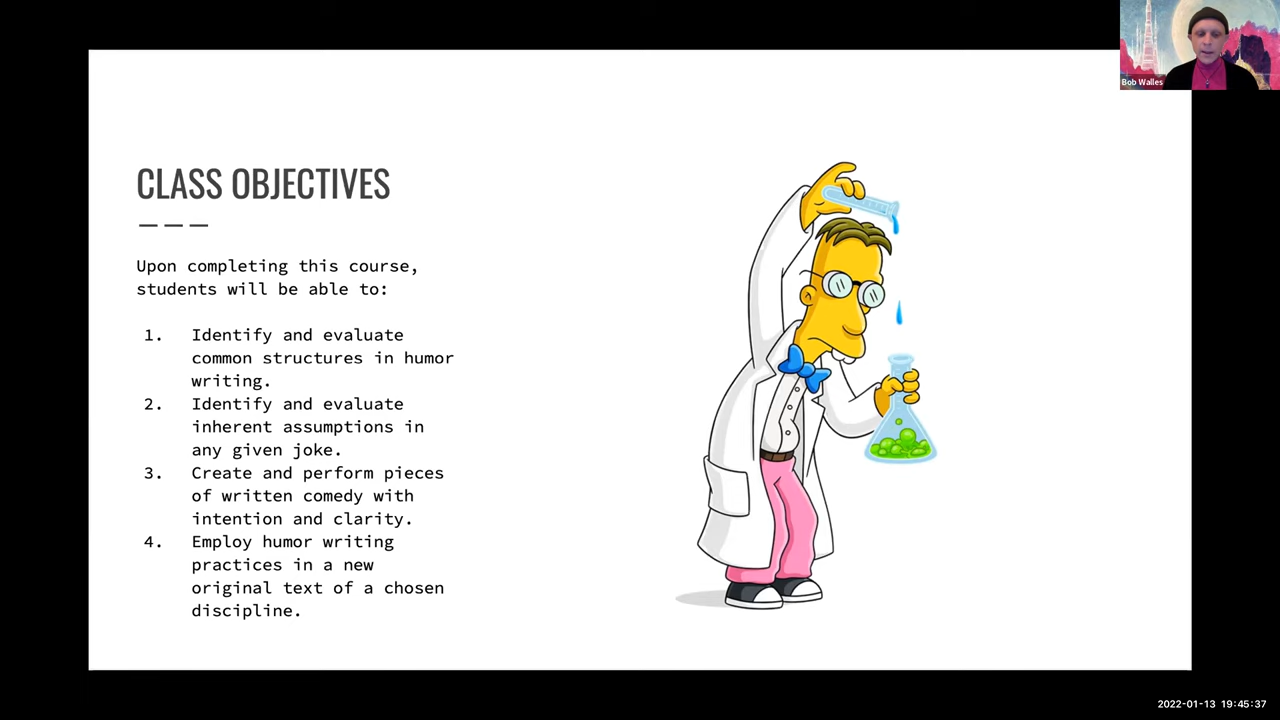 Bob Walles
CLASS OBJECTIVES
Upon completing this course,
students will be able to:
1. Identify and evaluate
common structures in humor
writing.
2. Identify and evaluate
inherent assumptions in
any given joke.
3. Create and perform pieces
of written comedy with
intention and clarity.
4. Employ humor writing
practices in a new
original text of a chosen
discipline.
2022-01-13 19:45:37